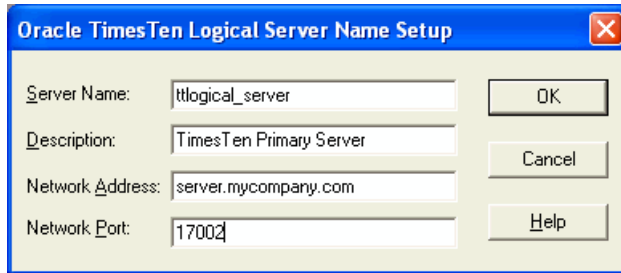 Oracle TimesTen Logical Server Name Setup
Server Name: ttlogical_server OK
Description: TimesTen Primary Server
Cancel
Network Address: server.mycompany.com
Network Port: 17002 Help